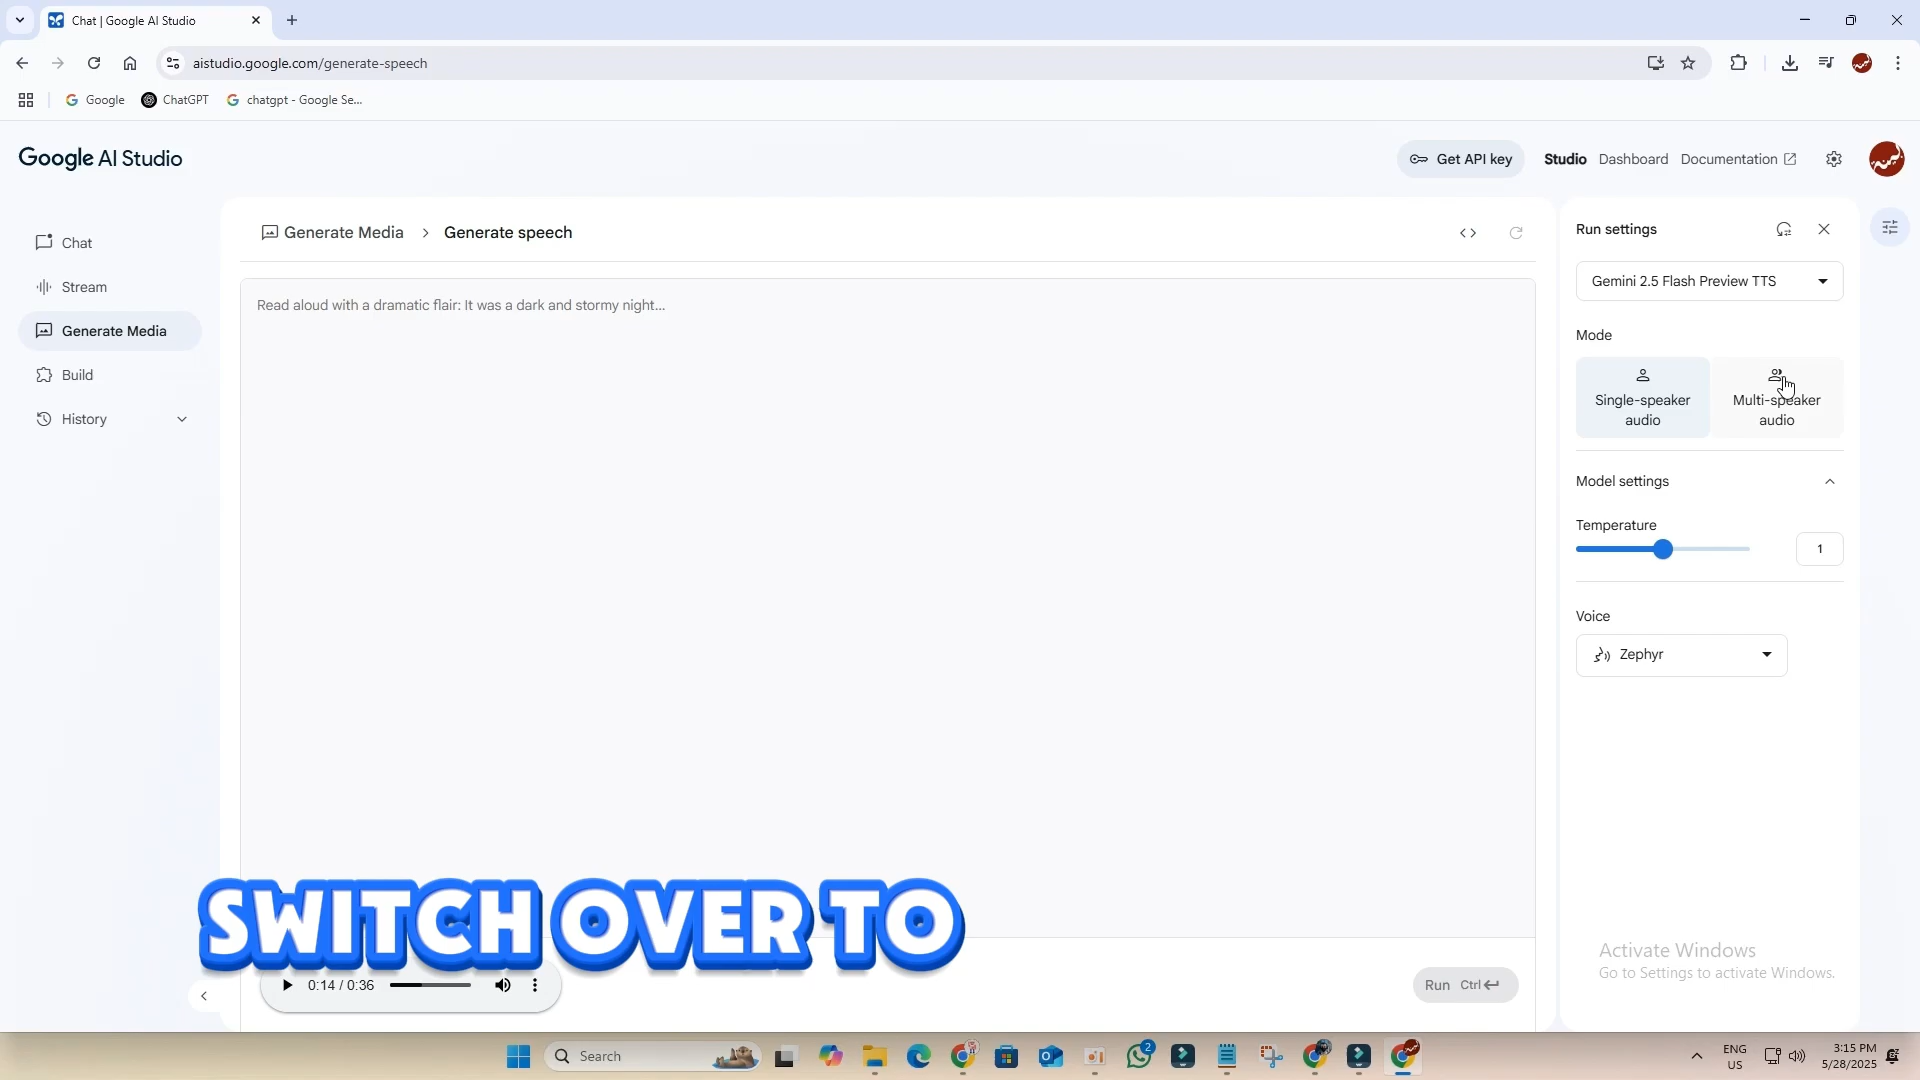 Chat | Google AI Studio
aistudio.google.com/generate-speech
Google
ChatGPT
chatgpt - Google Se...
Google AI Studio
Get API key
Studio
Dashboard
Documentation
Chat
Stream
Generate Media
Build
History
Generate Media > Generate speech
Read aloud with a dramatic flair: It was a dark and stormy night...
Run settings
Gemini 2.5 Flash Preview TTS
Mode
Single-speaker
audio
Multi-speaker
audio
Model settings
Temperature
1
Voice
Zephyr
SWITCH OVER TO
0:14 / 0:36
Run Ctrl
Activate Windows
Go to Settings to activate Windows.
Search
2
ENG
US
3:15 PM
5/28/2025